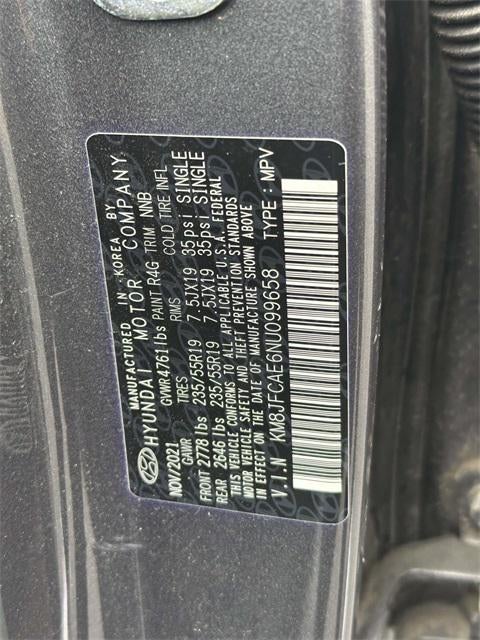 MANUFACTURED IN KOREA BY
HYUNDAI MOTOR COMPANY
NOV/2021 GVWR 4761lbs PAINT R4G TRIM. NNB
GAWR TIRES RIMS COLD TIRE INFL
FRONT 2778 lbs 235/55R19 7.5JX19 35psi SINGLE
REAR 2646 lbs 235/55R19 7.5JX19 35psi SINGLE
THIS VEHICLE CONFORMS TO ALL APPLICABLE U.S.A. FEDERAL
MOTOR VEHICLE SAFETY AND THEFT PREVENTION STANDARDS
IN EFFECT ON THE DATE OF MANUFACTURE SHOWN ABOVE.
V.I.N KM8JFCAE6NU099658 TYPE : MPV